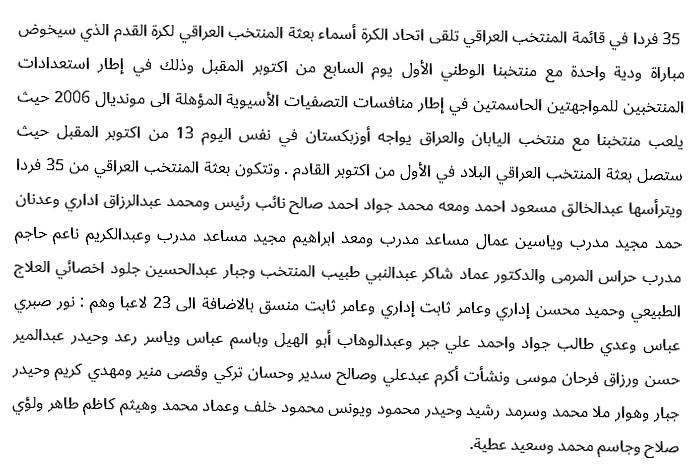 35 فردا في قائمة المنتخب العراقي تلقى اتحاد الكرة أسماء بعثة المنتخب العراقي لكرة القدم الذي سيخوض
مباراة ودية واحدة مع منتخبنا الوطني الأول يوم السابع من اكتوبر المقبل وذلك في إطار استعدادات
المنتخبين للمواجهتين الحاسمتين في إطار منافسات التصفيات الأسيوية المؤهلة الى مونديال 2006 حيث
يلعب منتخبنا مع منتخب اليابان والعراق يواجه أوزبكستان في نفس اليوم 13 من اكتوبر المقبل حيث
ستصل بعثة المنتخب العراقي البلاد في الأول من اكتوبر القادم . وتتكون بعثة المنتخب العراقي من 35 فردا
ويترأسها عبدالخالق مسعود احمد ومعه محمد جواد احمد صالح نائب رئيس ومحمد عبدالرزاق اداري وعدنان
حمد مجيد مدرب وياسين عمال مساعد مدرب ومعد ابراهيم مجيد مساعد مدرب وعبدالكريم ناعم حاجم
مدرب حراس المرمى والدكتور عماد شاكر عبدالنبي طبيب المنتخب وجبار عبدالحسين جلود اخصائي العلاج
الطبيعي وحميد محسن إداري وعامر ثابت إداري وعامر ثابت منسق بالاضافة الى 23 لاعبا وهم : نور صبري
عباس وعدي طالب جواد واحمد علي جبر وعبدالوهاب أبو الهيل وباسم عباس وياسر رعد وحيدر عبدالمير
حسن ورزاق فرحان موسى ونشأت أكرم عبدعلي وصالح سدير وحسان تركي وقصى منير ومهدي كريم وحيدر
جبار وهوار ملا محمد وسرمد رشيد وحيدر محمود ويونس محمود خلف وعماد محمد وهيثم كاظم طاهر ولؤي
صلاح وجاسم محمد وسعيد عطية.